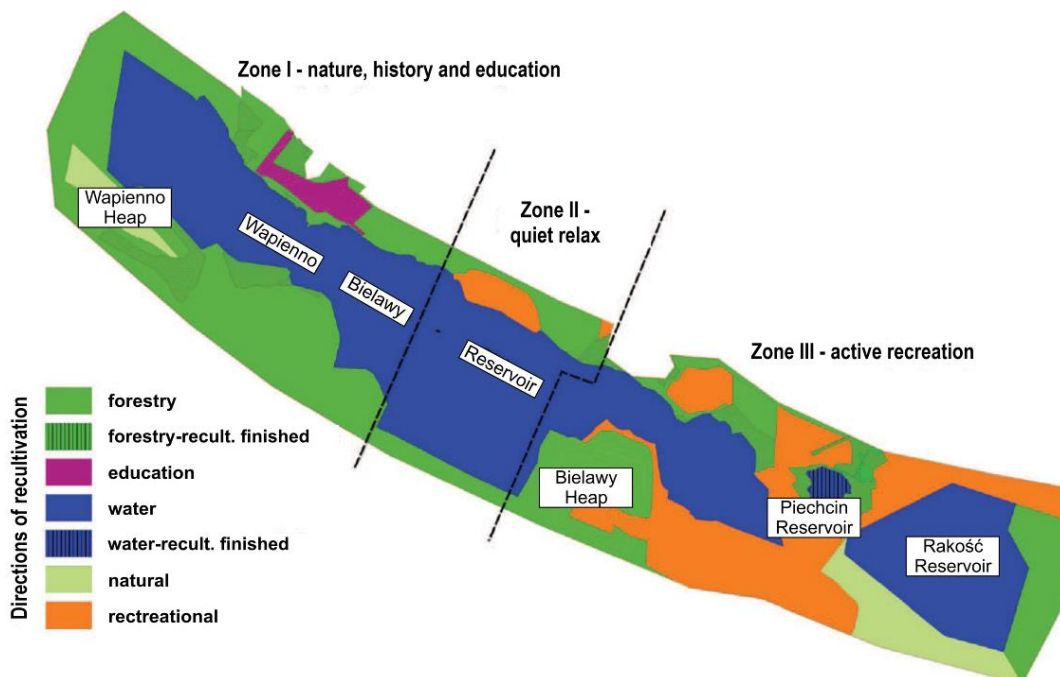 Zone I - nature, history and education
Zone II -
quiet relax
Zone III - active recreation
Wapienno
Heap
Wapienno
Bielawy
Reservoir
Bielawy
Heap
Piechcin
Reservoir
Rakość
Reservoir
Directions of recultivation
forestry
forestry-recult. finished
education
water
water-recult. finished
natural
rectreational